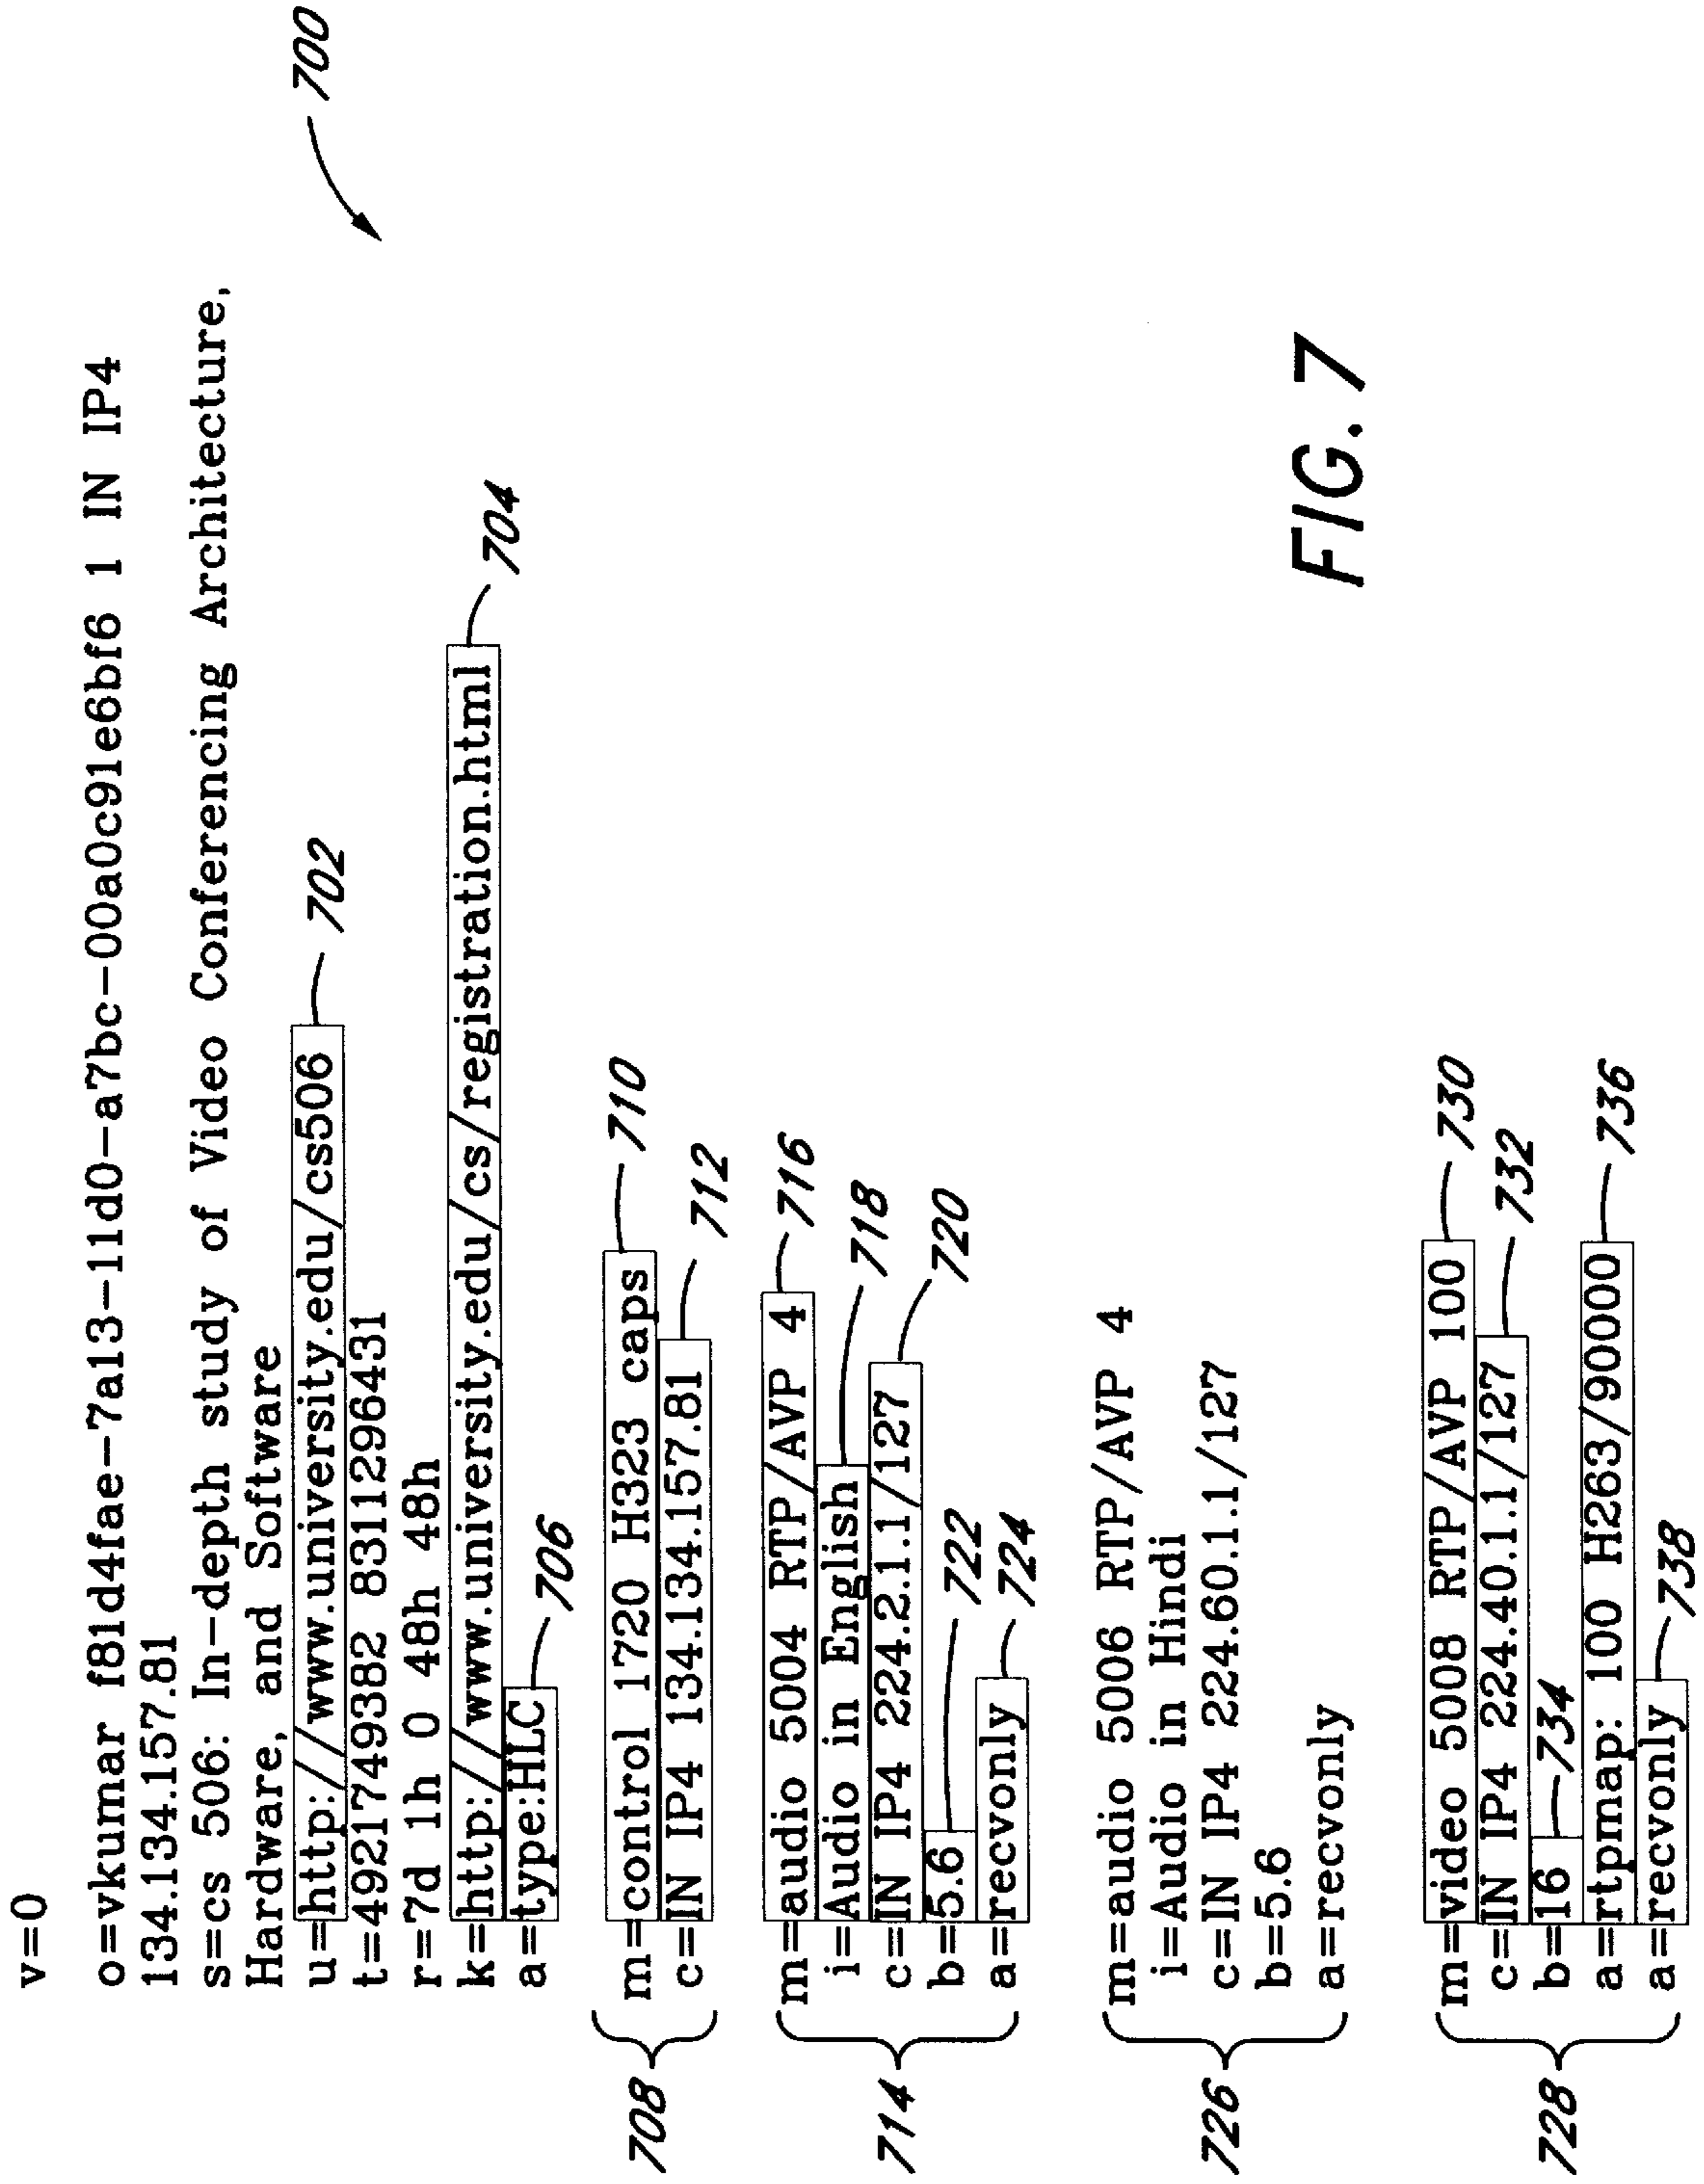 v=0
o=vkumar f81d4fae-7a13-11d0-a7bc-00a0c91e6bf6 1 IN IP4
134.134.157.81
s=cs 506: In-depth study of Video Conferencing Architecture,
Hardware, and Software
700
u=http://www.university.edu/cs506 702
t=4921749382 8311296431
r=7d 1h 0 48h 48h
k=http://www.university.edu/cs/registration.html 704
a=type:HLC 706
708
m=control 1720 H323 caps 710
c=IN IP4 134.134.157.81 712
714
m=audio 5004 RTP/AVP 4 716
i=Audio in English 718
c=IN IP4 224.2.1.1/127 720
b=5.6 722
a=recvonly 724
726
m=audio 5006 RTP/AVP 4
i=Audio in Hindi
c=IN IP4 224.60.1.1/127
b=5.6
a=recvonly
728
m=video 5008 RTP/AVP 100 730
c=IN IP4 224.40.1.1/127 732
b=16 734
a=rtpmap: 100 H263/90000 736
a=recvonly 738
FIG. 7